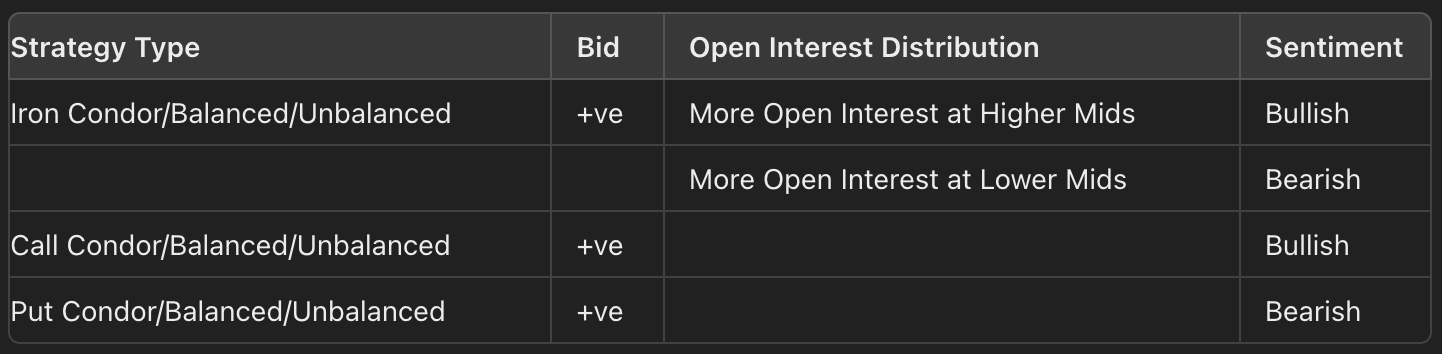 Strategy Type Bid Open Interest Distribution Sentiment
Iron Condor/Balanced/Unbalanced +ve More Open Interest at Higher Mids Bullish
More Open Interest at Lower Mids Bearish
Call Condor/Balanced/Unbalanced +ve Bullish
Put Condor/Balanced/Unbalanced +ve Bearish